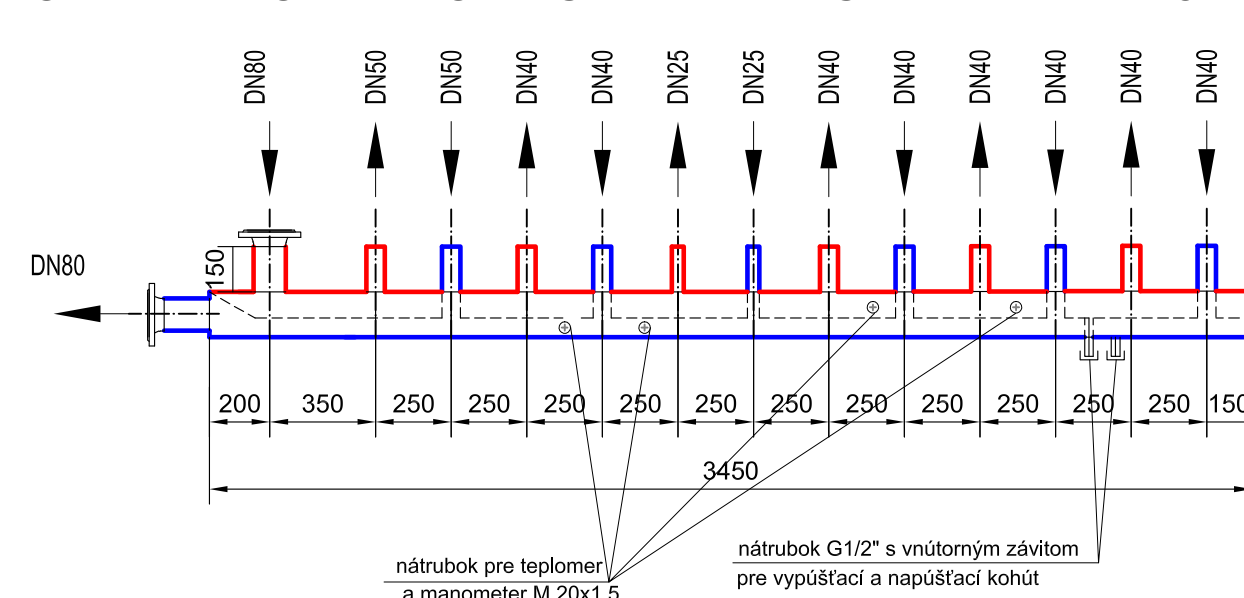 DN80 DN50 DN50 DN40 DN40 DN25 DN25 DN40 DN40 DN40 DN40 DN40 DN40
150
DN80
200 350 250 250 250 250 250 250 250 250 250 250 250 150
3450
nátrubok pre teplomer
a manometer M 20x1,5
nátrubok G1/2" s vnútorným závitom
pre vypúšťací a napúšťací kohút